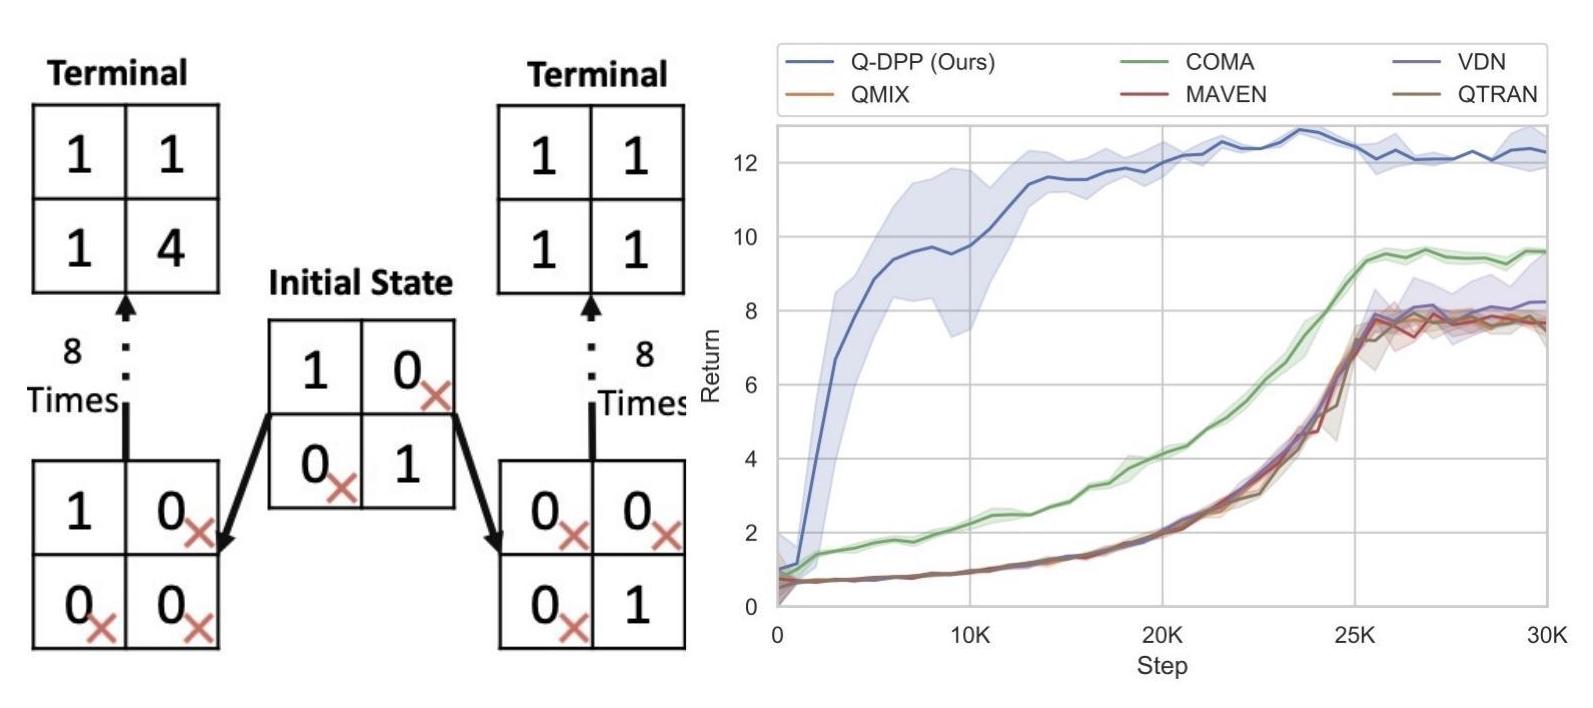 Terminal
1 1
1 4
8
Times
1 0
0 0
Initial State
1 0
0 1
Terminal
1 1
1 1
8
Times
0 0
0 1
Q-DPP (Ours) COMA VDN
QMIX MAVEN QTRAN
Return
12
10
8
6
4
2
0
0 10K 20K 25K 30K
Step